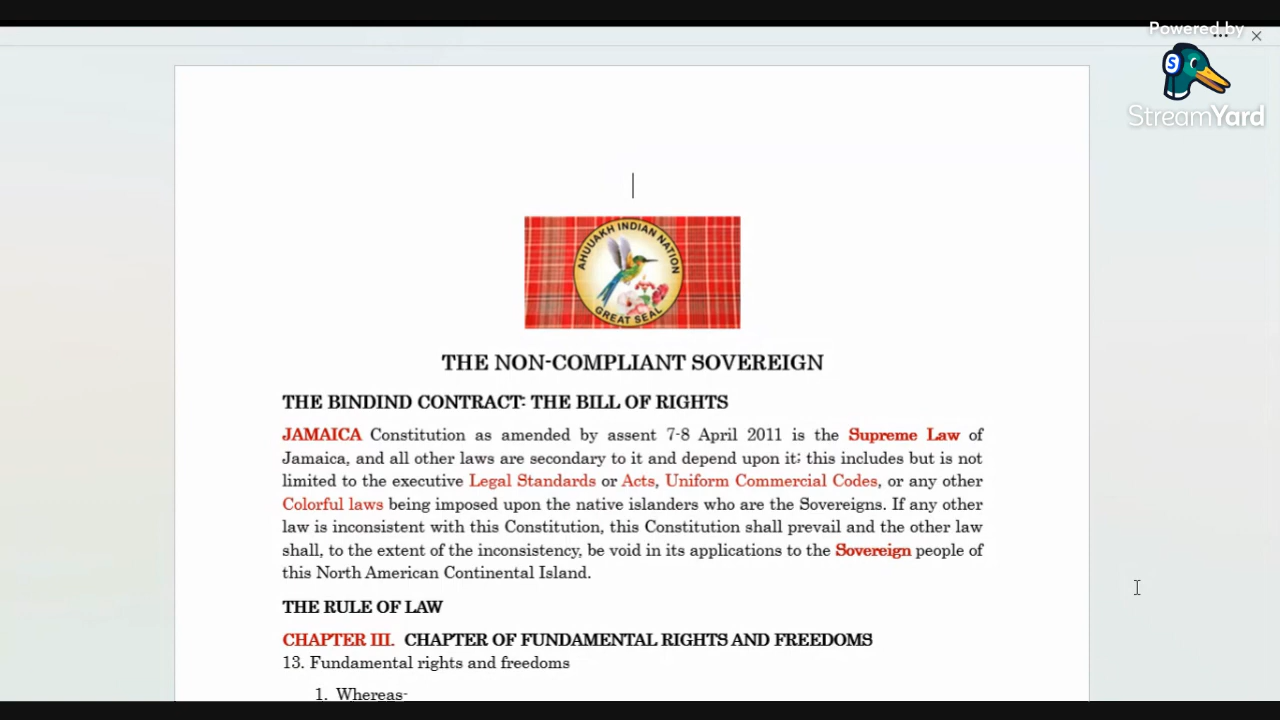 Powered by
StreamYard
AHUUAKH INDIAN NATION
GREAT SEAL
THE NON-COMPLIANT SOVEREIGN
THE BINDIND CONTRACT: THE BILL OF RIGHTS
JAMAICA Constitution as amended by assent 7-8 April 2011 is the Supreme Law of
Jamaica, and all other laws are secondary to it and depend upon it; this includes but is not
limited to the executive Legal Standards or Acts, Uniform Commercial Codes, or any other
Colorful laws being imposed upon the native islanders who are the Sovereigns. If any other
law is inconsistent with this Constitution, this Constitution shall prevail and the other law
shall, to the extent of the inconsistency, be void in its applications to the Sovereign people of
this North American Continental Island.
THE RULE OF LAW
CHAPTER III. CHAPTER OF FUNDAMENTAL RIGHTS AND FREEDOMS
13. Fundamental rights and freedoms
1. Whereas-